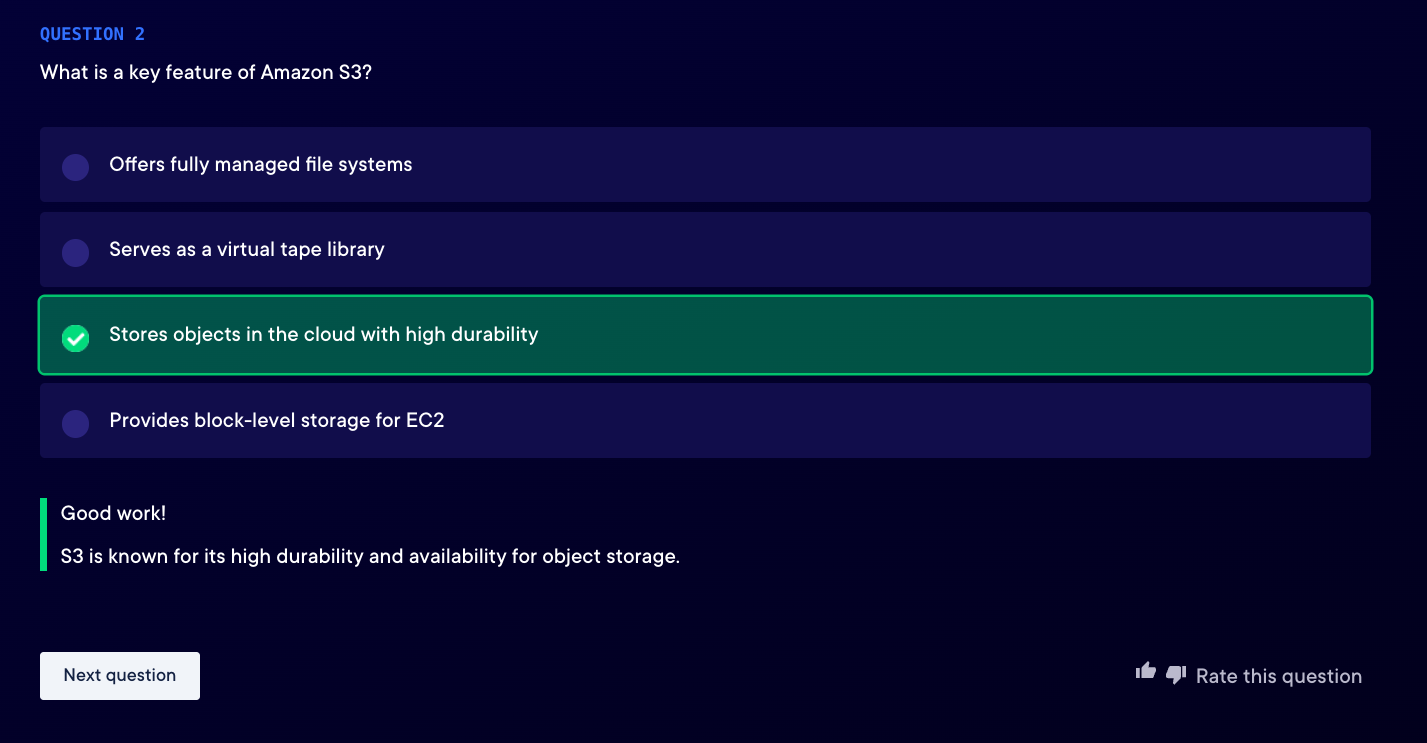 QUESTION 2
What is a key feature of Amazon S3?
Offers fully managed file systems
Serves as a virtual tape library
Stores objects in the cloud with high durability
Provides block-level storage for EC2
Good work!
S3 is known for its high durability and availability for object storage.
Next question
Rate this question